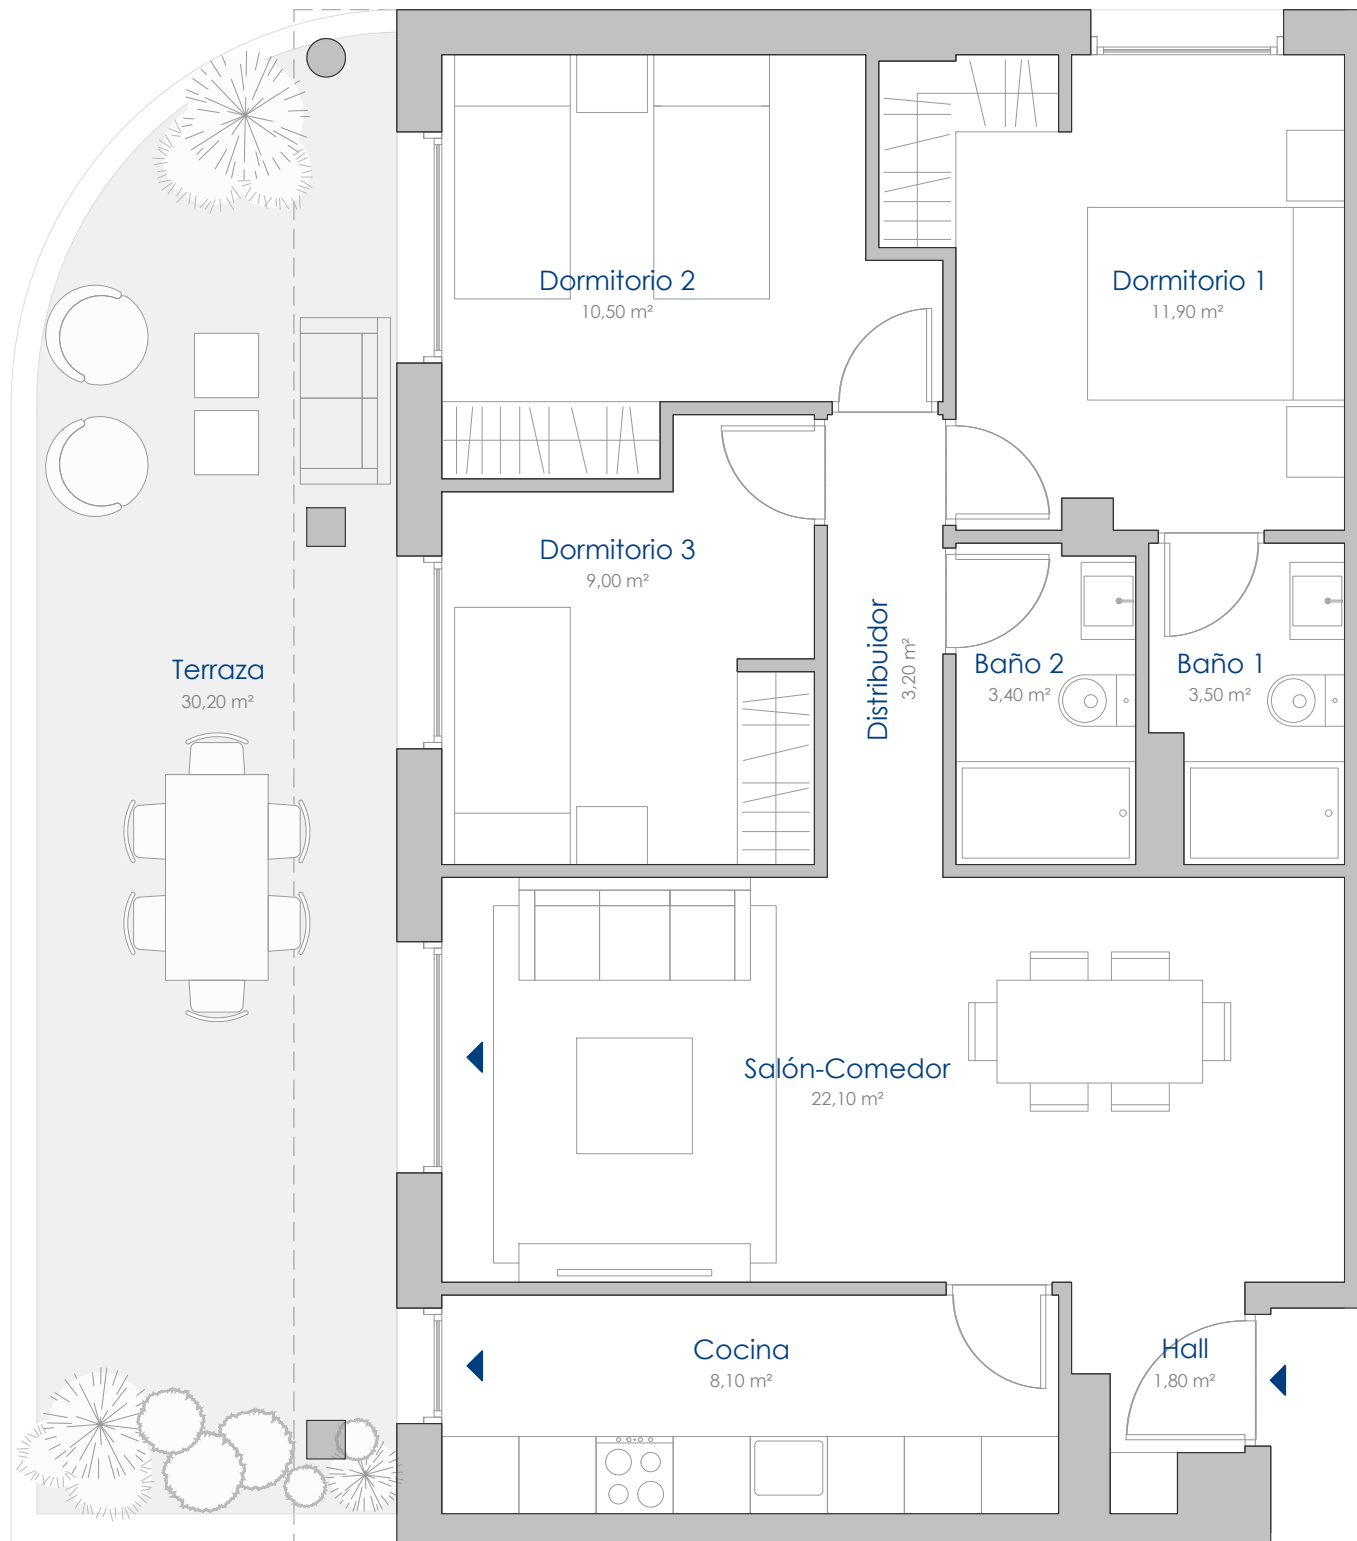 Dormitorio 2
10,50 m²
Dormitorio 1
11,90 m²
Dormitorio 3
9,00 m²
Distribuidor
3,20 m²
Baño 2
3,40 m²
Baño 1
3,50 m²
Terraza
30,20 m²
Salón-Comedor
22,10 m²
Cocina
8,10 m²
Hall
1,80 m²